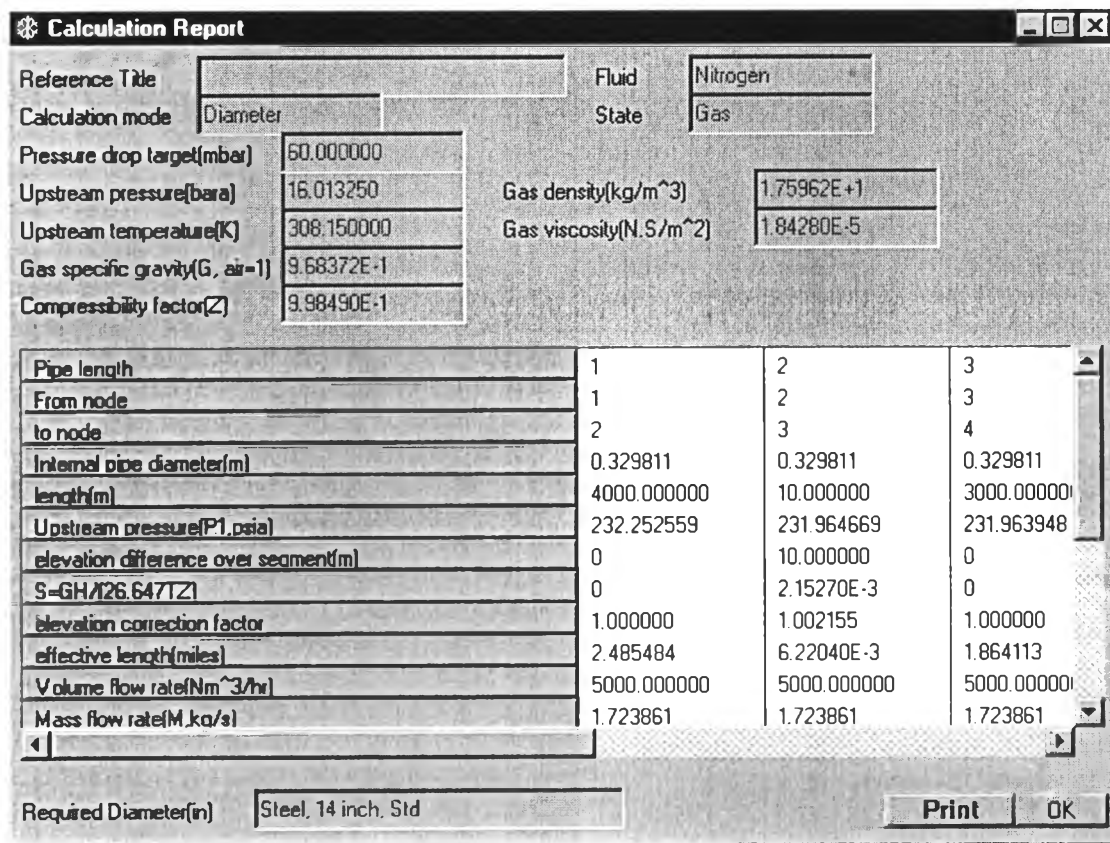 Calculation Report
Reference Title
Fluid Nitrogen
Calculation mode Diameter
State Gas
Pressure drop target(mbar) 60.000000
Upstream pressure(bara) 16.013250
Gas density(kg/m^3) 1.75962E+1
Upstream temperature(K) 308.150000
Gas viscosity(N.S/m^2) 1.84280E-5
Gas specific gravity(G, air=1) 9.68372E-1
Compressibility factor(Z) 9.98490E-1
Pipe length 1 2 3
From node 1 2 3
to node 2 3 4
Internal pipe diameter(m) 0.329811 0.329811 0.329811
length(m) 4000.000000 10.000000 3000.00000
Upstream pressure(P1,psia) 232.252559 231.964669 231.963948
elevation difference over segment(m) 0 10.000000 0
S=GH/(26.647TZ) 0 2.15270E-3 0
elevation correction factor 1.000000 1.002155 1.000000
effective length(miles) 2.485484 6.22040E-3 1.864113
Volume flow rate(Nm^3/hr) 5000.000000 5000.000000 5000.00000
Mass flow rate(M,kg/s) 1.723861 1.723861 1.723861
Required Diameter(in) Steel, 14 inch, Std
Print OK